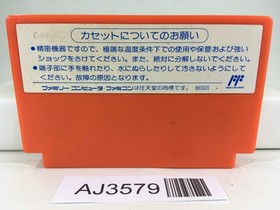 カセットについてのお願い
●精密機器ですので、極端な温度条件下での使用や保管および強い
ショックをさけてください。また、絶対に分解しないでください。
●端子部に手を触れたり、水にぬらしたりして汚さないようにして
ください。故障の原因となります。
ファミリーコンピュータ・ファミコンは任天堂の商標です。
AJ3579